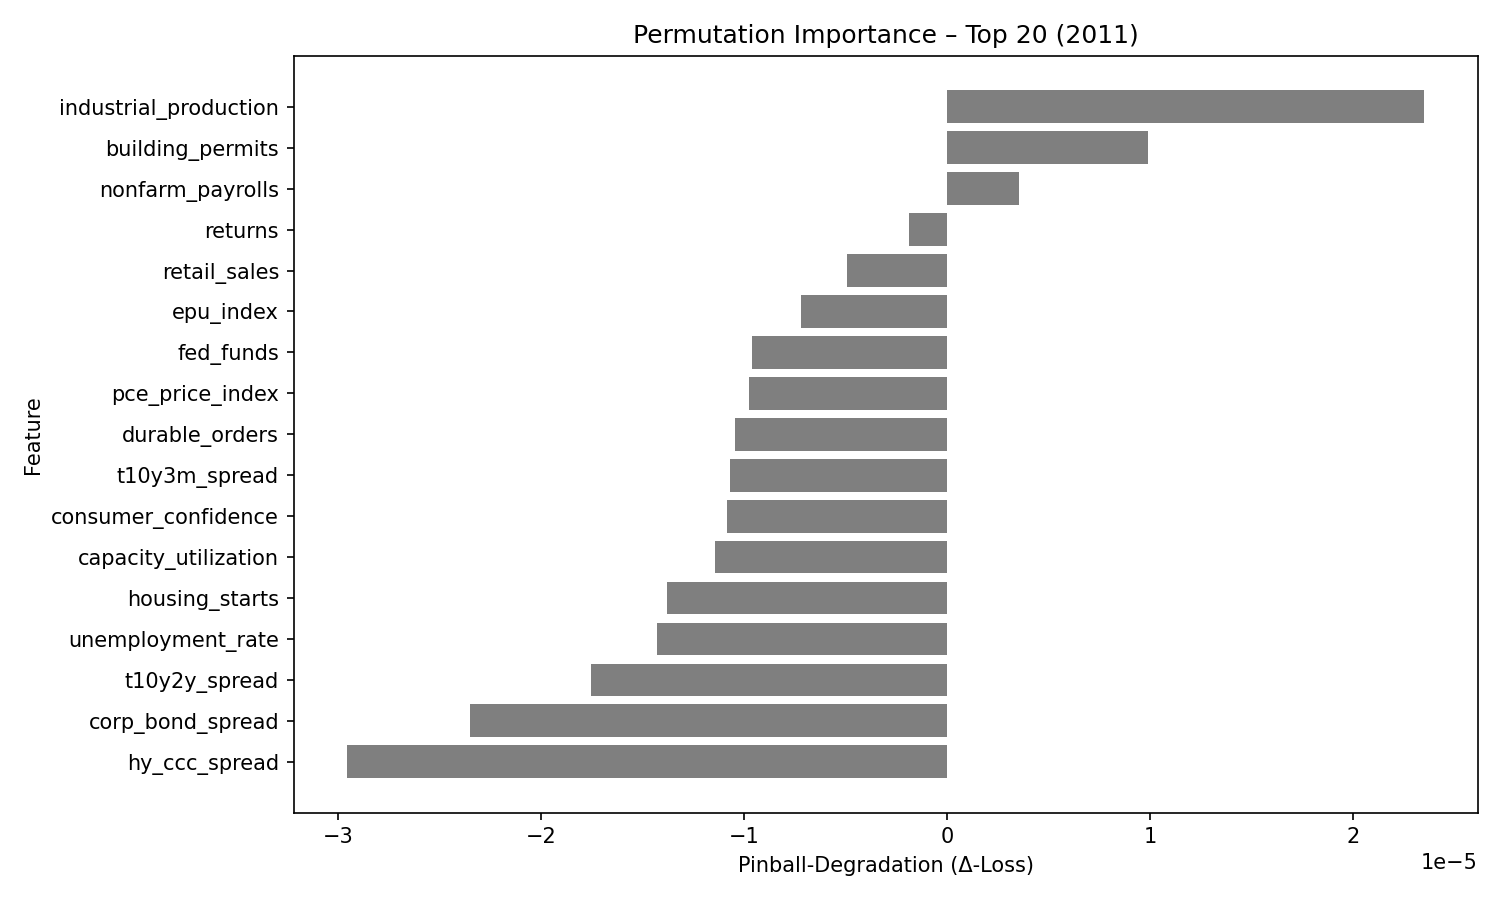 Permutation Importance – Top 20 (2011)
industrial_production
building_permits
nonfarm_payrolls
returns
retail_sales
epu_index
fed_funds
pce_price_index
durable_orders
t10y3m_spread
consumer_confidence
capacity_utilization
housing_starts
unemployment_rate
t10y2y_spread
corp_bond_spread
hy_ccc_spread
Feature
−3 −2 −1 0 1 2
1e−5
Pinball-Degradation (Δ-Loss)